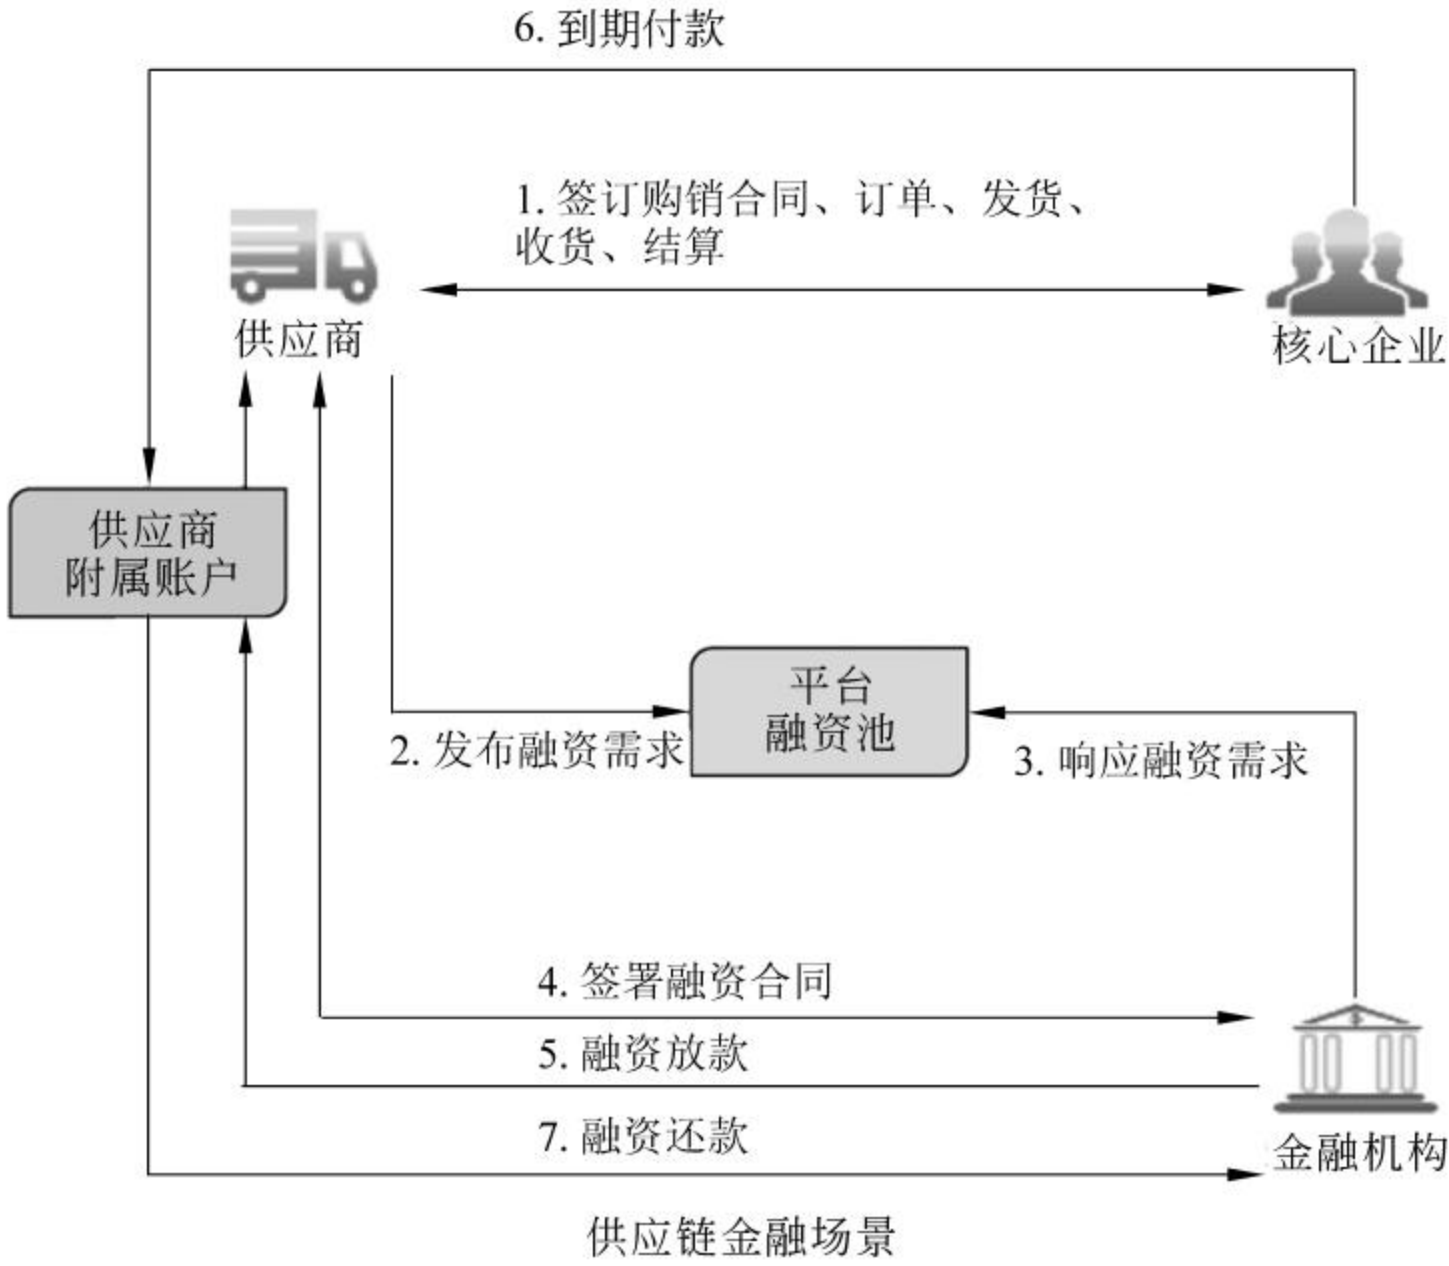 6. 到期付款
1. 签订购销合同、订单、发货、
收货、结算
供应商
核心企业
供应商
附属账户
平台
融资池
2. 发布融资需求
3. 响应融资需求
4. 签署融资合同
5. 融资放款
7. 融资还款
金融机构
供应链金融场景